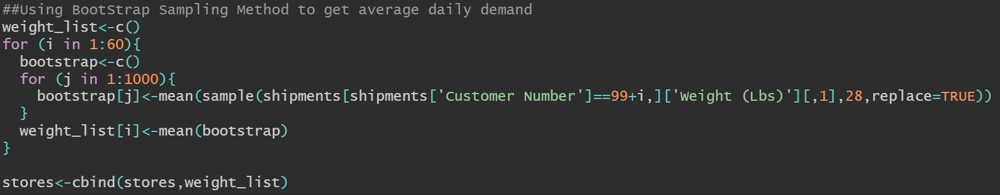 ##Using BootStrap Sampling Method to get average daily demand
weight_list<-c()
for (i in 1:60){
  bootstrap<-c()
  for (j in 1:1000){
    bootstrap[j]<-mean(sample(shipments[shipments['Customer Number']==99+i,]['Weight (Lbs)'][,1],28,replace=TRUE))
  }
  weight_list[i]<-mean(bootstrap)
}

stores<-cbind(stores,weight_list)